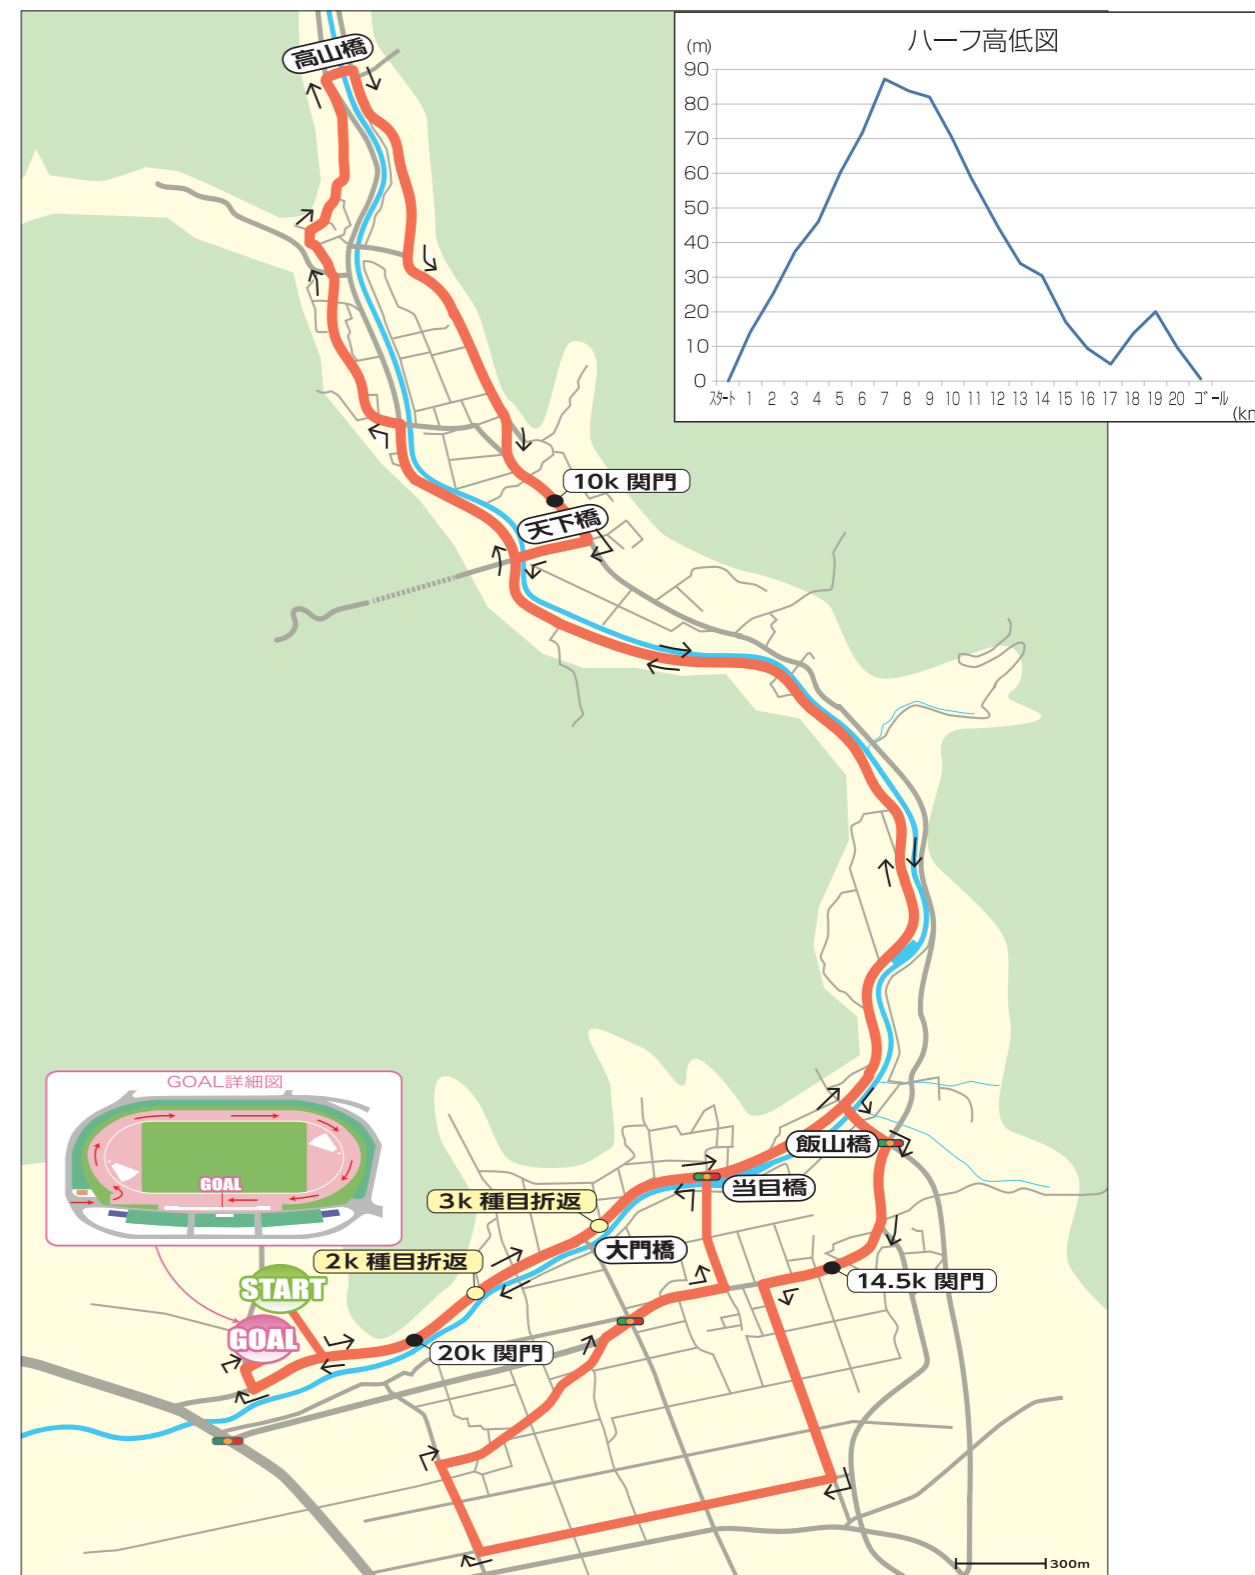 高山橋
ハーフ高低図
(m)
90
80
70
60
50
40
30
20
10
0
スタート 1 2 3 4 5 6 7 8 9 10 11 12 13 14 15 16 17 18 19 20 ゴール
(km
10k 関門
天下橋
GOAL詳細図
GOAL
飯山橋
当目橋
3k 種目折返
大門橋
2k 種目折返
14.5k 関門
START
GOAL
20k 関門
300m